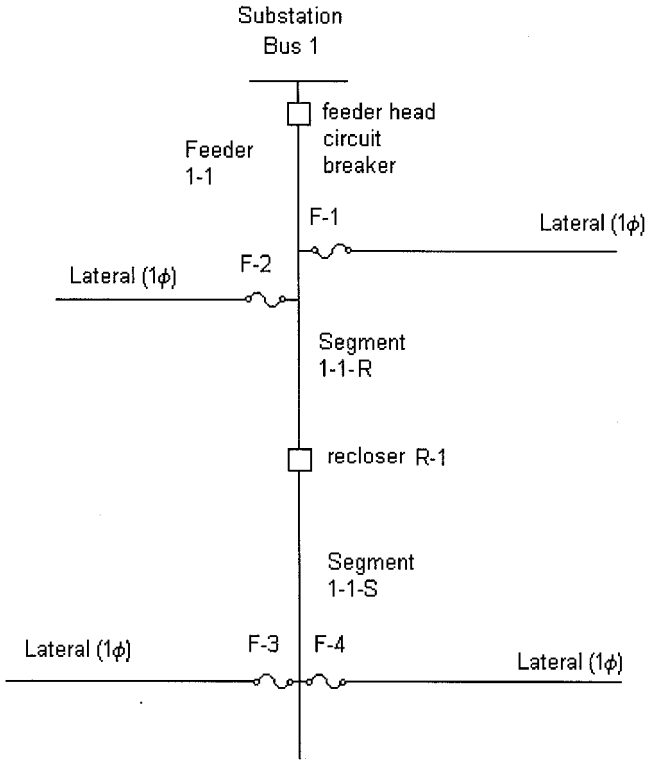 Substation
Bus 1
feeder head
circuit
breaker
Feeder
1-1
F-1
Lateral (1ϕ)
F-2
Lateral (1ϕ)
Segment
1-1-R
recloser R-1
Segment
1-1-S
F-3
F-4
Lateral (1ϕ)
Lateral (1ϕ)